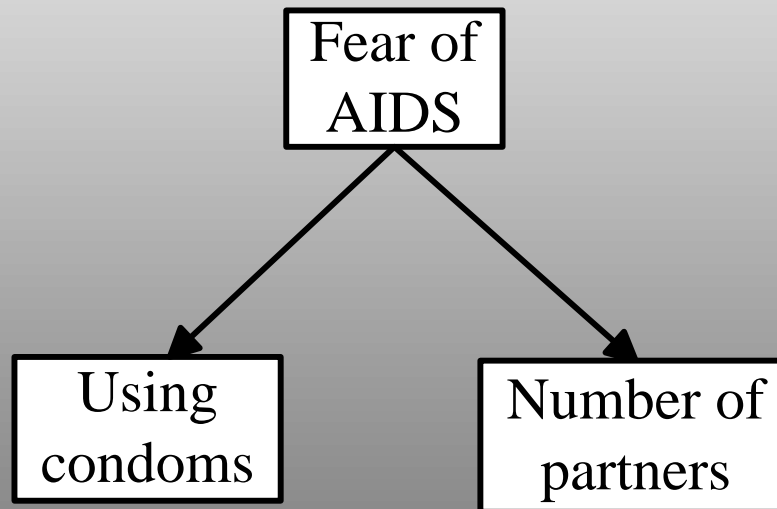 Fear of
AIDS
Using
condoms
Number of
partners